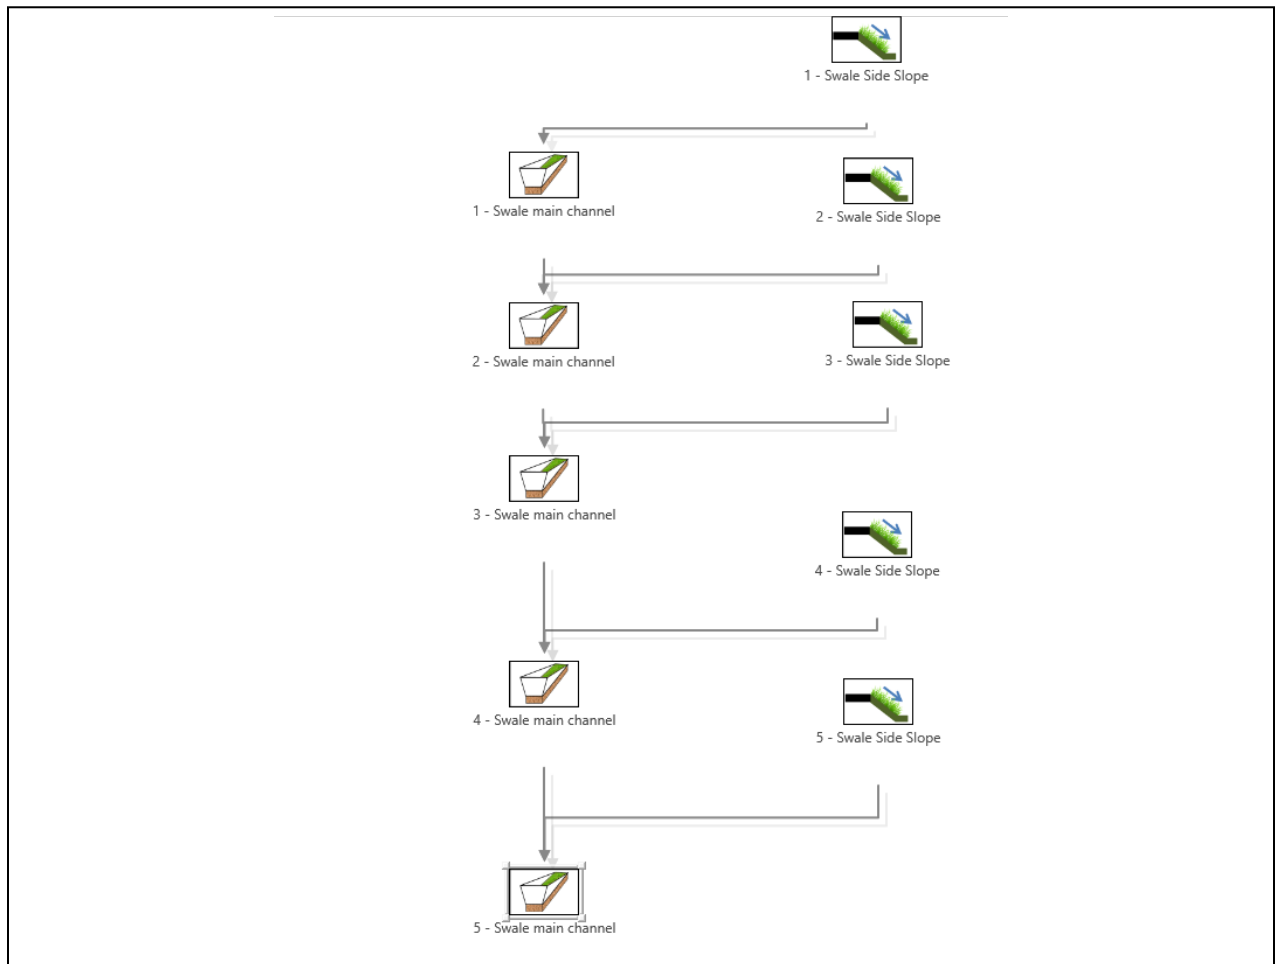 1 - Swale Side Slope
1 - Swale main channel
2 - Swale Side Slope
2 - Swale main channel
3 - Swale Side Slope
3 - Swale main channel
4 - Swale Side Slope
4 - Swale main channel
5 - Swale Side Slope
5 - Swale main channel